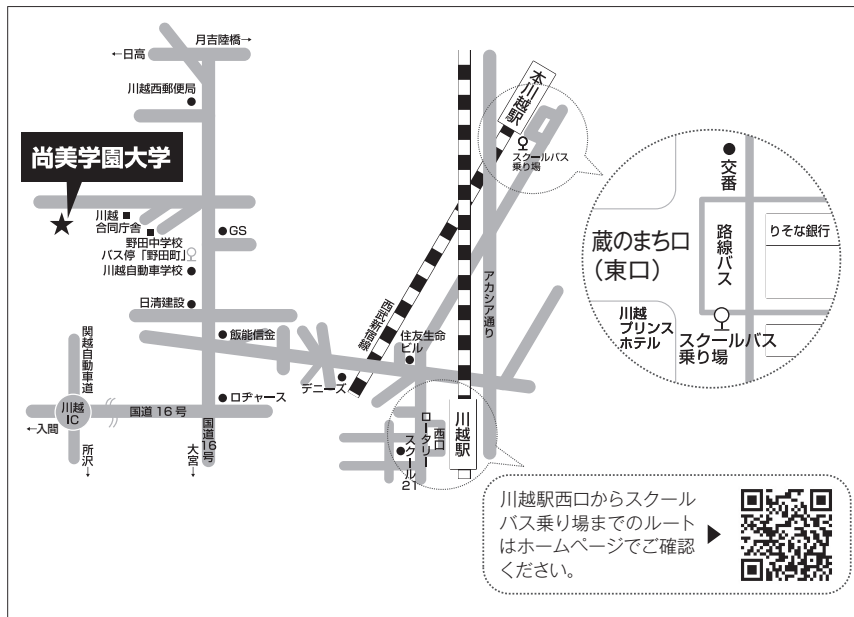 月吉陸橋→
←日高
川越西郵便局
尚美学園大学
川越
合同庁舎
野田中学校
バス停「野田町」
川越自動車学校
GS
日清建設
飯能信金
関越自動車道
川越
IC
国道 16 号
ロヂャース
←入間
所沢→
国道16号
大宮→
本川越駅
スクールバス
乗り場
西武新宿線
アカシア通り
住友生命
ビル
デニーズ
川越駅
西口
ロータリー
スクール21
交番
蔵のまち口
(東口)
路線バス
りそな銀行
川越
プリンス
ホテル
スクールバス
乗り場
川越駅西口からスクール
バス乗り場までのルート
はホームページでご確認
ください。